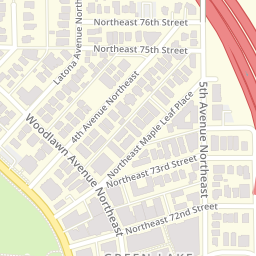 Northeast 76th Street
Northeast 75th Street
Latona Avenue Northeast
4th Avenue Northeast
5th Avenue Northeast
Northeast Maple Leaf Place
Woodlawn Avenue Northeast
Northeast 73rd Street
Northeast 72nd Street
GREEN LAKE